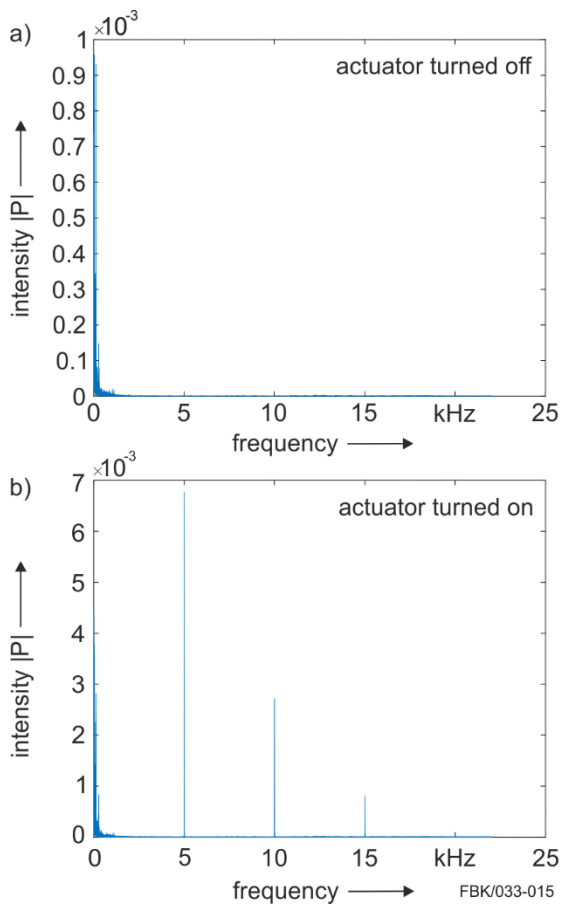 a)
×10⁻³
actuator turned off
1
0.9
0.8
0.7
0.6
0.5
0.4
0.3
0.2
0.1
0
intensity |P|
0 5 10 15 kHz 25
frequency
b)
×10⁻³
actuator turned on
7
6
5
4
3
2
1
0
intensity |P|
0 5 10 15 kHz 25
frequency
FBK/033-015